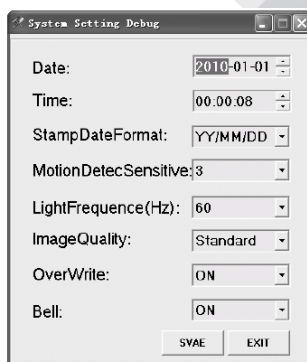 System Setting Debug
Date: 2010-01-01
Time: 00:00:08
StampDateFormat: YY/MM/DD
MotionDetecSensitive: 3
LightFrequence(Hz): 60
ImageQuality: Standard
OverWrite: ON
Bell: ON
SVAE EXIT